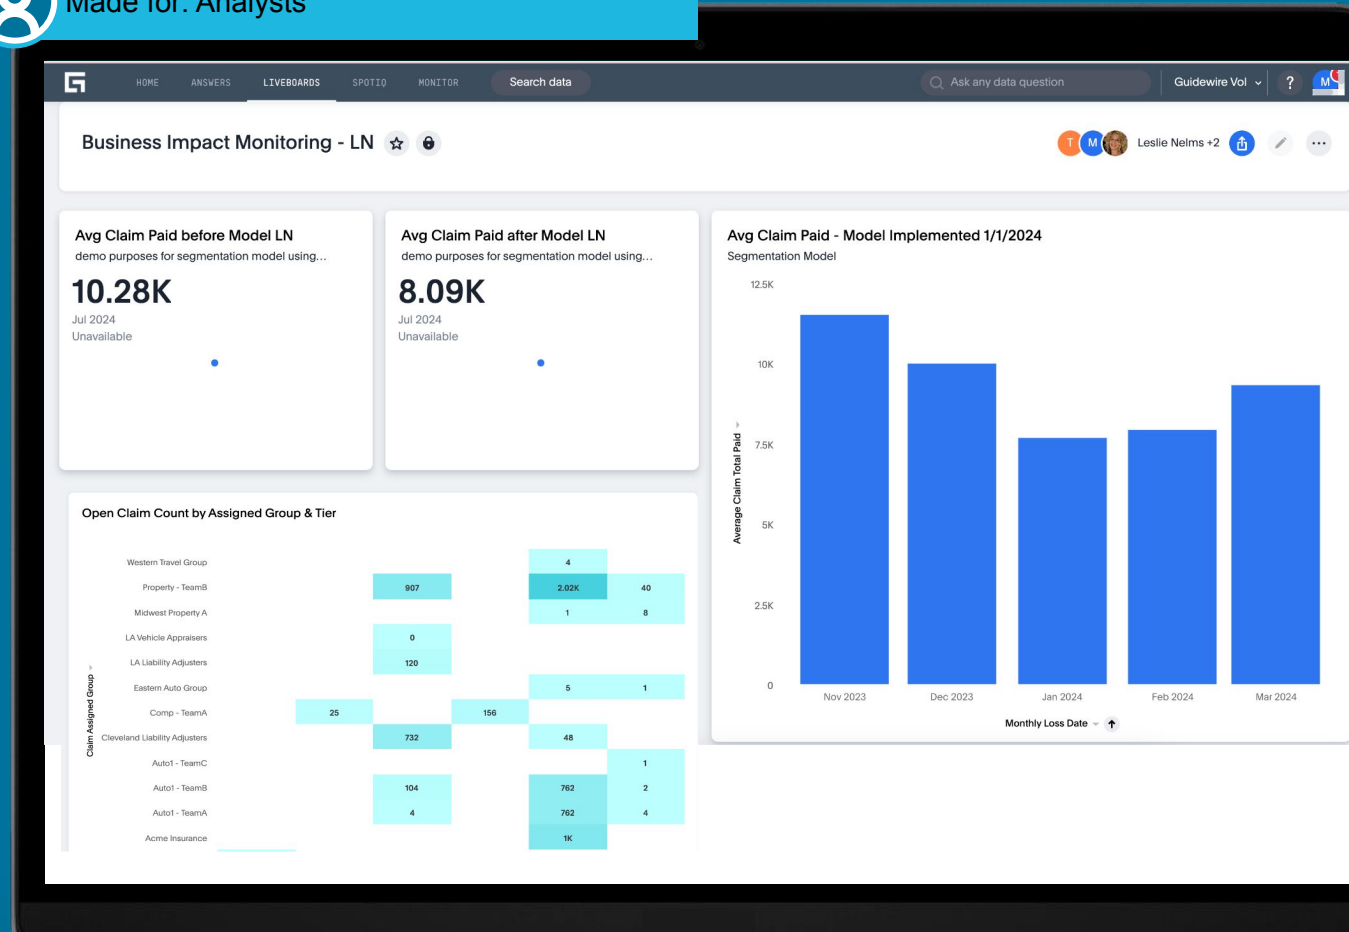 Made for: Analysts
HOME ANSWERS LIVEBOARDS SPOTIQ MONITOR Search data Ask any data question Guidewire Vol ? M
Business Impact Monitoring - LN
T M Leslie Nelms +2 ...
Avg Claim Paid before Model LN
demo purposes for segmentation model using...
10.28K
Jul 2024
Unavailable
Avg Claim Paid after Model LN
demo purposes for segmentation model using...
8.09K
Jul 2024
Unavailable
Avg Claim Paid - Model Implemented 1/1/2024
Segmentation Model
12.5K
10K
7.5K
5K
2.5K
0
Average Claim Total Paid
Nov 2023 Dec 2023 Jan 2024 Feb 2024 Mar 2024
Monthly Loss Date
Open Claim Count by Assigned Group & Tier
Claim Assigned Group
Western Travel Group 4
Property - TeamB 907 2.02K 40
Midwest Property A 1 8
LA Vehicle Appraisers 0
LA Liability Adjusters 120
Eastern Auto Group 5 1
Comp - TeamA 25 156
Cleveland Liability Adjusters 732 48
Auto1 - TeamC 1
Auto1 - TeamB 104 762 2
Auto1 - TeamA 4 762 4
Acme Insurance 1K